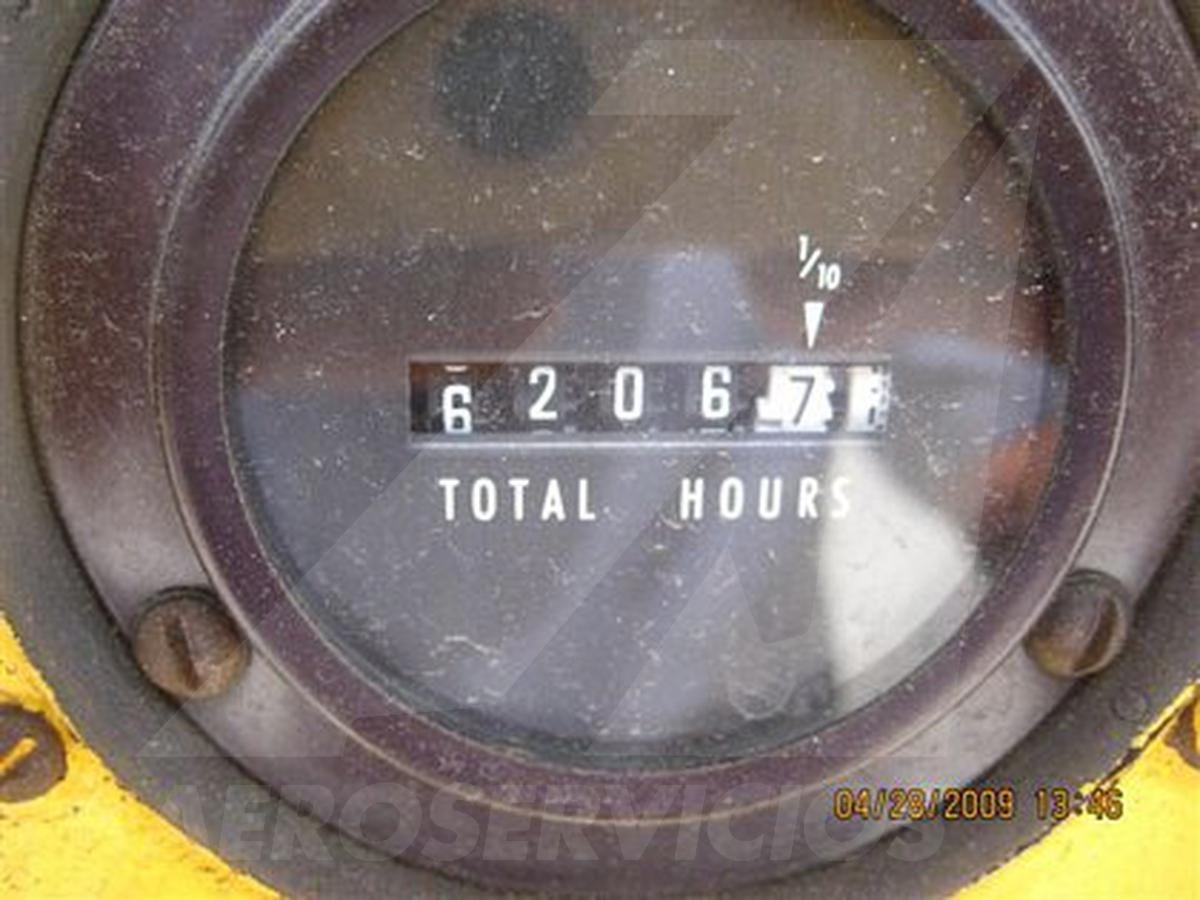 1/10
6 2 0 6 7
TOTAL HOURS
04/28/2009 13:46
AEROSERVICIOS